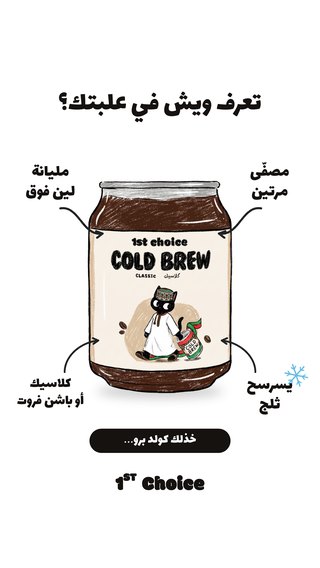 تعرف ويش في علبتك؟
مصفّى
مرتين
مليانة
لين فوق
1st choice
COLD BREW
CLASSIC كلاسيك
يسرسح
ثلج
كلاسيك
أو باشن فروت
خذلك كولد برو...
1ST Choice